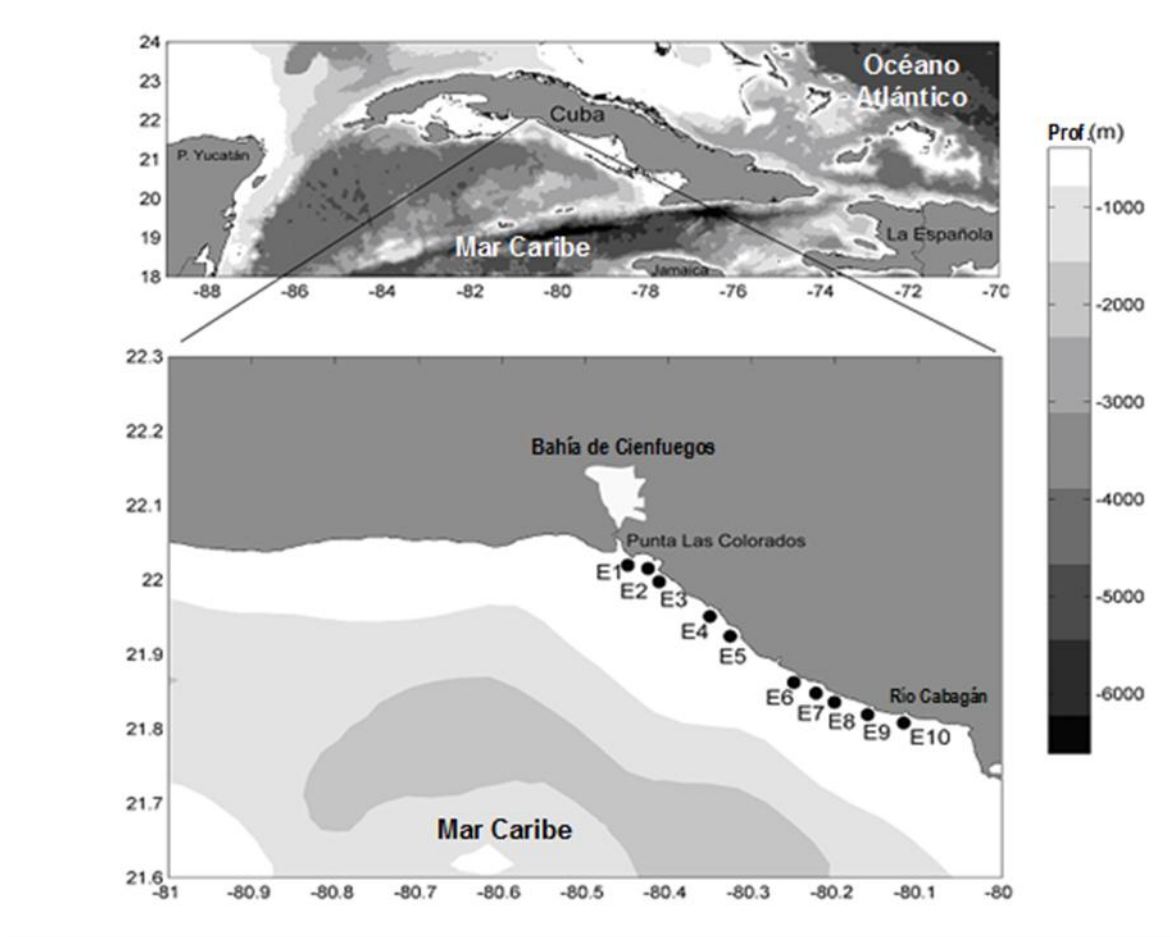 24
23
22
21
20
19
18
Océano
Atlántico
Cuba
P. Yucatán
La Española
Mar Caribe
Jamaica
-88 -86 -84 -82 -80 -78 -76 -74 -72 -70
Prof.(m)
-1000
-2000
-3000
-4000
-5000
-6000
22.3
22.2
22.1
22
21.9
21.8
21.7
21.6
Bahía de Cienfuegos
Punta Las Colorados
E1
E2
E3
E4
E5
Río Cabagán
E6
E7
E8
E9
E10
Mar Caribe
-81 -80.9 -80.8 -80.7 -80.6 -80.5 -80.4 -80.3 -80.2 -80.1 -80